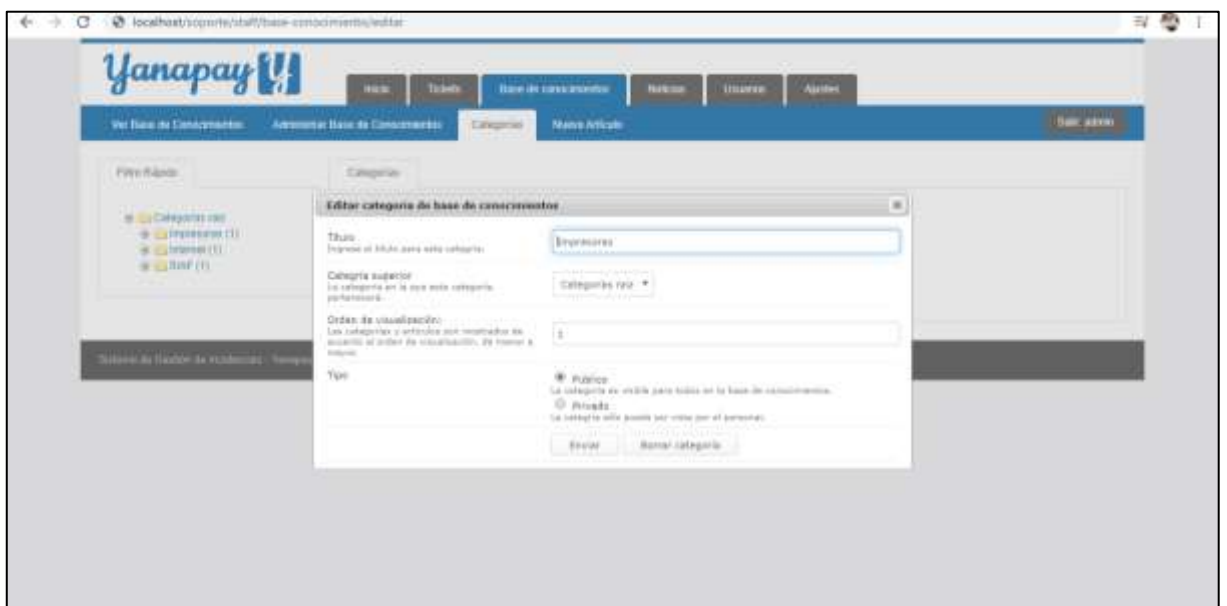 localhost/soporte/staff/base-conocimiento/editar
Yanapay
Inicio Tickets Base de conocimientos Noticias Usuarios Ajustes
Ver Base de Conocimientos Administrar Base de Conocimientos Categorías Nuevo Artículo Salir, admin
Filtro Rápido Categorías
Editar categoría de base de conocimientos
Categorías raíz
Impresoras (1)
Internet (1)
SIAF (1)
Título
Ingrese el título para esta categoría.
Impresoras
Categría superior
La categoría en la que esta categoría
pertenecerá.
Categorías raíz
Orden de visualización:
Las categorías y artículos son mostrados de
acuerdo al orden de visualización, de menor a
mayor.
Tipo
Público
La categoría es visible para todos en la base de conocimientos.
Privado
La categría sólo puede ser vista por el personal.
Enviar Borrar categoría
Sistema de Gestión de Incidencias - Yanapay